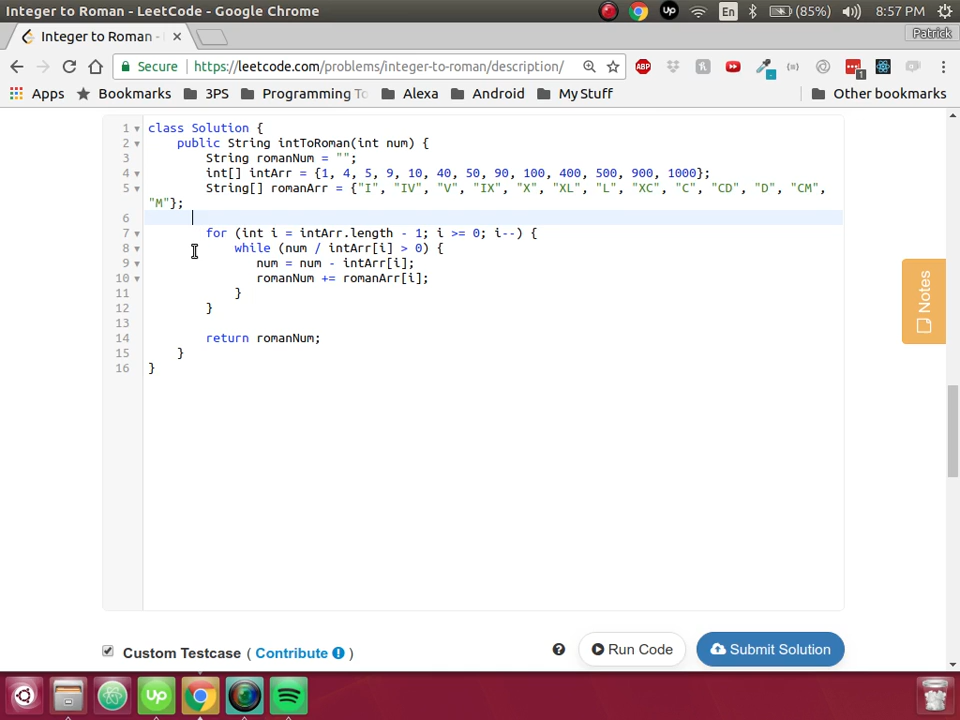 Integer to Roman - LeetCode - Google Chrome
up
En
(85%)
8:57 PM
Integer to Roman -
Patrick
Secure
https://leetcode.com/problems/integer-to-roman/description/
ABP
1
Apps
Bookmarks
3PS
Programming To
Alexa
Android
My Stuff
Other bookmarks
1 class Solution {
2 public String intToRoman(int num) {
3 String romanNum = "";
4 int[] intArr = {1, 4, 5, 9, 10, 40, 50, 90, 100, 400, 500, 900, 1000};
5 String[] romanArr = {"I", "IV", "V", "IX", "X", "XL", "L", "XC", "C", "CD", "D", "CM",
"M"};
6
7 for (int i = intArr.length - 1; i >= 0; i--) {
8 while (num / intArr[i] > 0) {
9 num = num - intArr[i];
10 romanNum += romanArr[i];
11 }
12 }
13
14 return romanNum;
15 }
16 }
Notes
Custom Testcase ( Contribute )
Run Code
Submit Solution
up